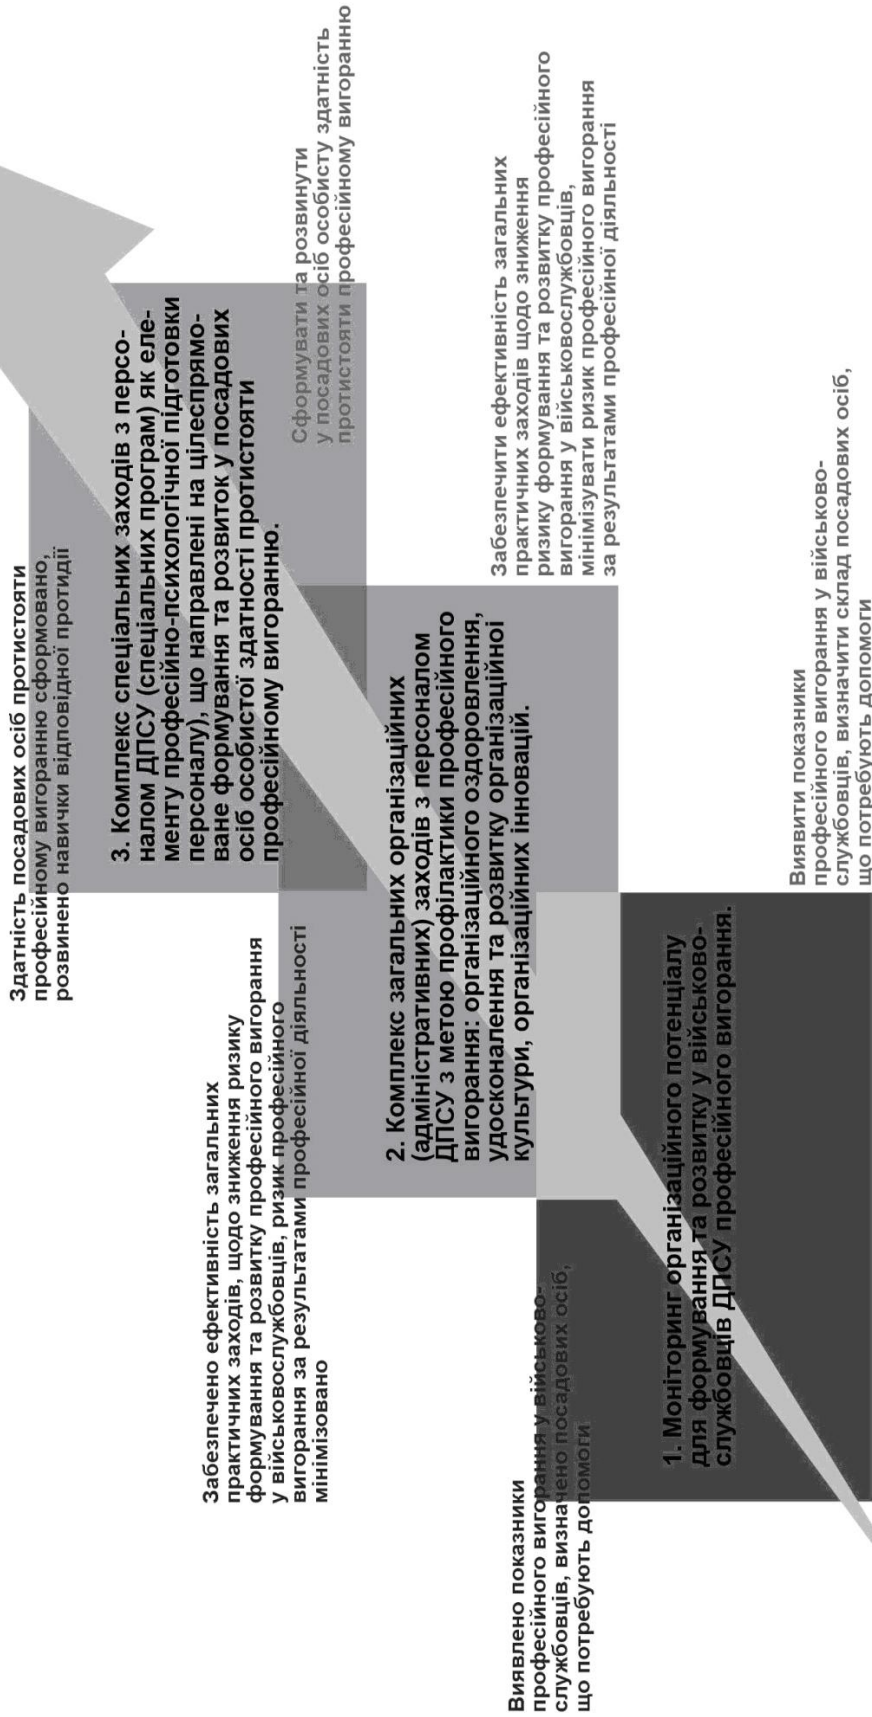 Здатність посадових осіб протистояти
професійному вигоранню сформовано,
розвинено навички відповідної протидії
3. Комплекс спеціальних заходів з персо-
налом ДПСУ (спеціальних програм) як еле-
менту професійно-психологічної підготовки
персоналу), що направлені на цілеспрямо-
ване формування та розвиток у посадових
осіб особистої здатності протистояти
професійному вигоранню.
Сформувати та розвинути
у посадових осіб особисту здатність
протистояти професійному вигоранню
Забезпечено ефективність загальних
практичних заходів, щодо зниження ризику
формування та розвитку професійного вигорання
у військовослужбовців, ризик професійного
вигорання за результатами професійної діяльності
мінімізовано
2. Комплекс загальних організаційних
(адміністративних) заходів з персоналом
ДПСУ з метою профілактики професійного
вигорання: організаційного оздоровлення,
удосконалення та розвитку організаційної
культури, організаційних інновацій.
Забезпечити ефективність загальних
практичних заходів щодо зниження
ризику формування та розвитку професійного
вигорання у військовослужбовців,
мінімізувати ризик професійного вигорання
за результатами професійної діяльності
Виявлено показники
професійного вигорання у військово-
службовців, визначено посадових осіб,
що потребують допомоги
1. Моніторинг організаційного потенціалу
для формування та розвитку у військово-
службовців ДПСУ професійного вигорання.
Виявити показники
професійного вигорання у військово-
службовців, визначити склад посадових осіб,
що потребують допомоги